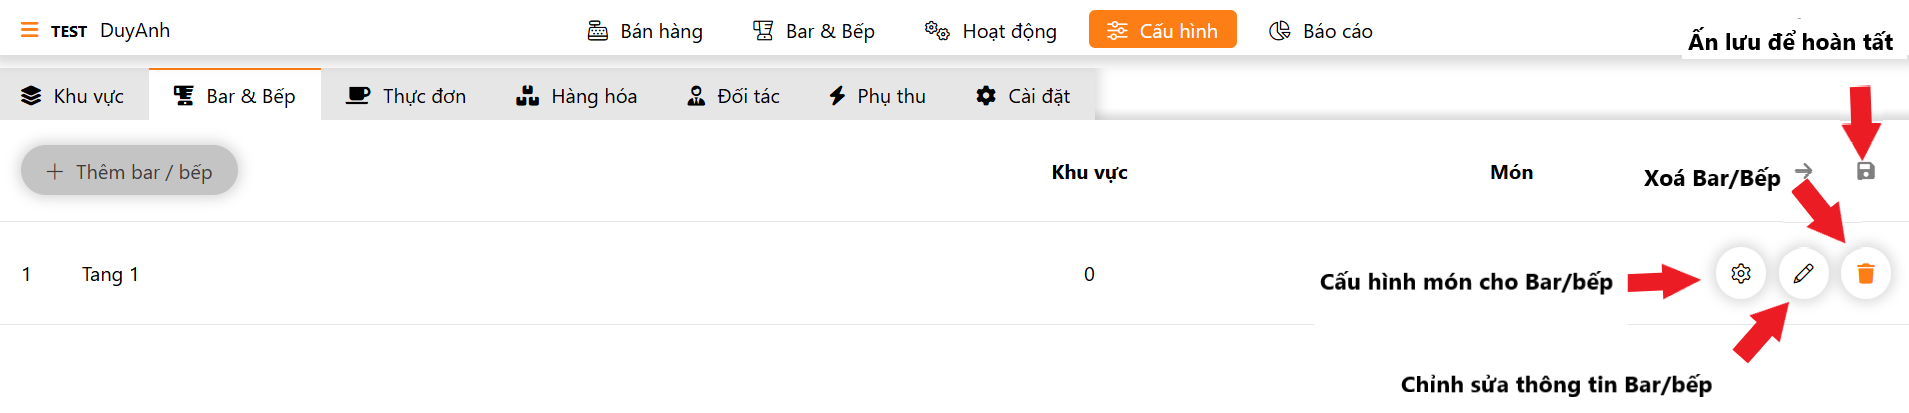 TEST DuyAnh Bán hàng Bar & Bếp Hoạt động Cấu hình Báo cáo
Ấn lưu để hoàn tất
Khu vực Bar & Bếp Thực đơn Hàng hóa Đối tác Phụ thu Cài đặt
+ Thêm bar / bếp Khu vực Món Xoá Bar/Bếp
1 Tang 1 0 Cấu hình món cho Bar/bếp
Chỉnh sửa thông tin Bar/bếp